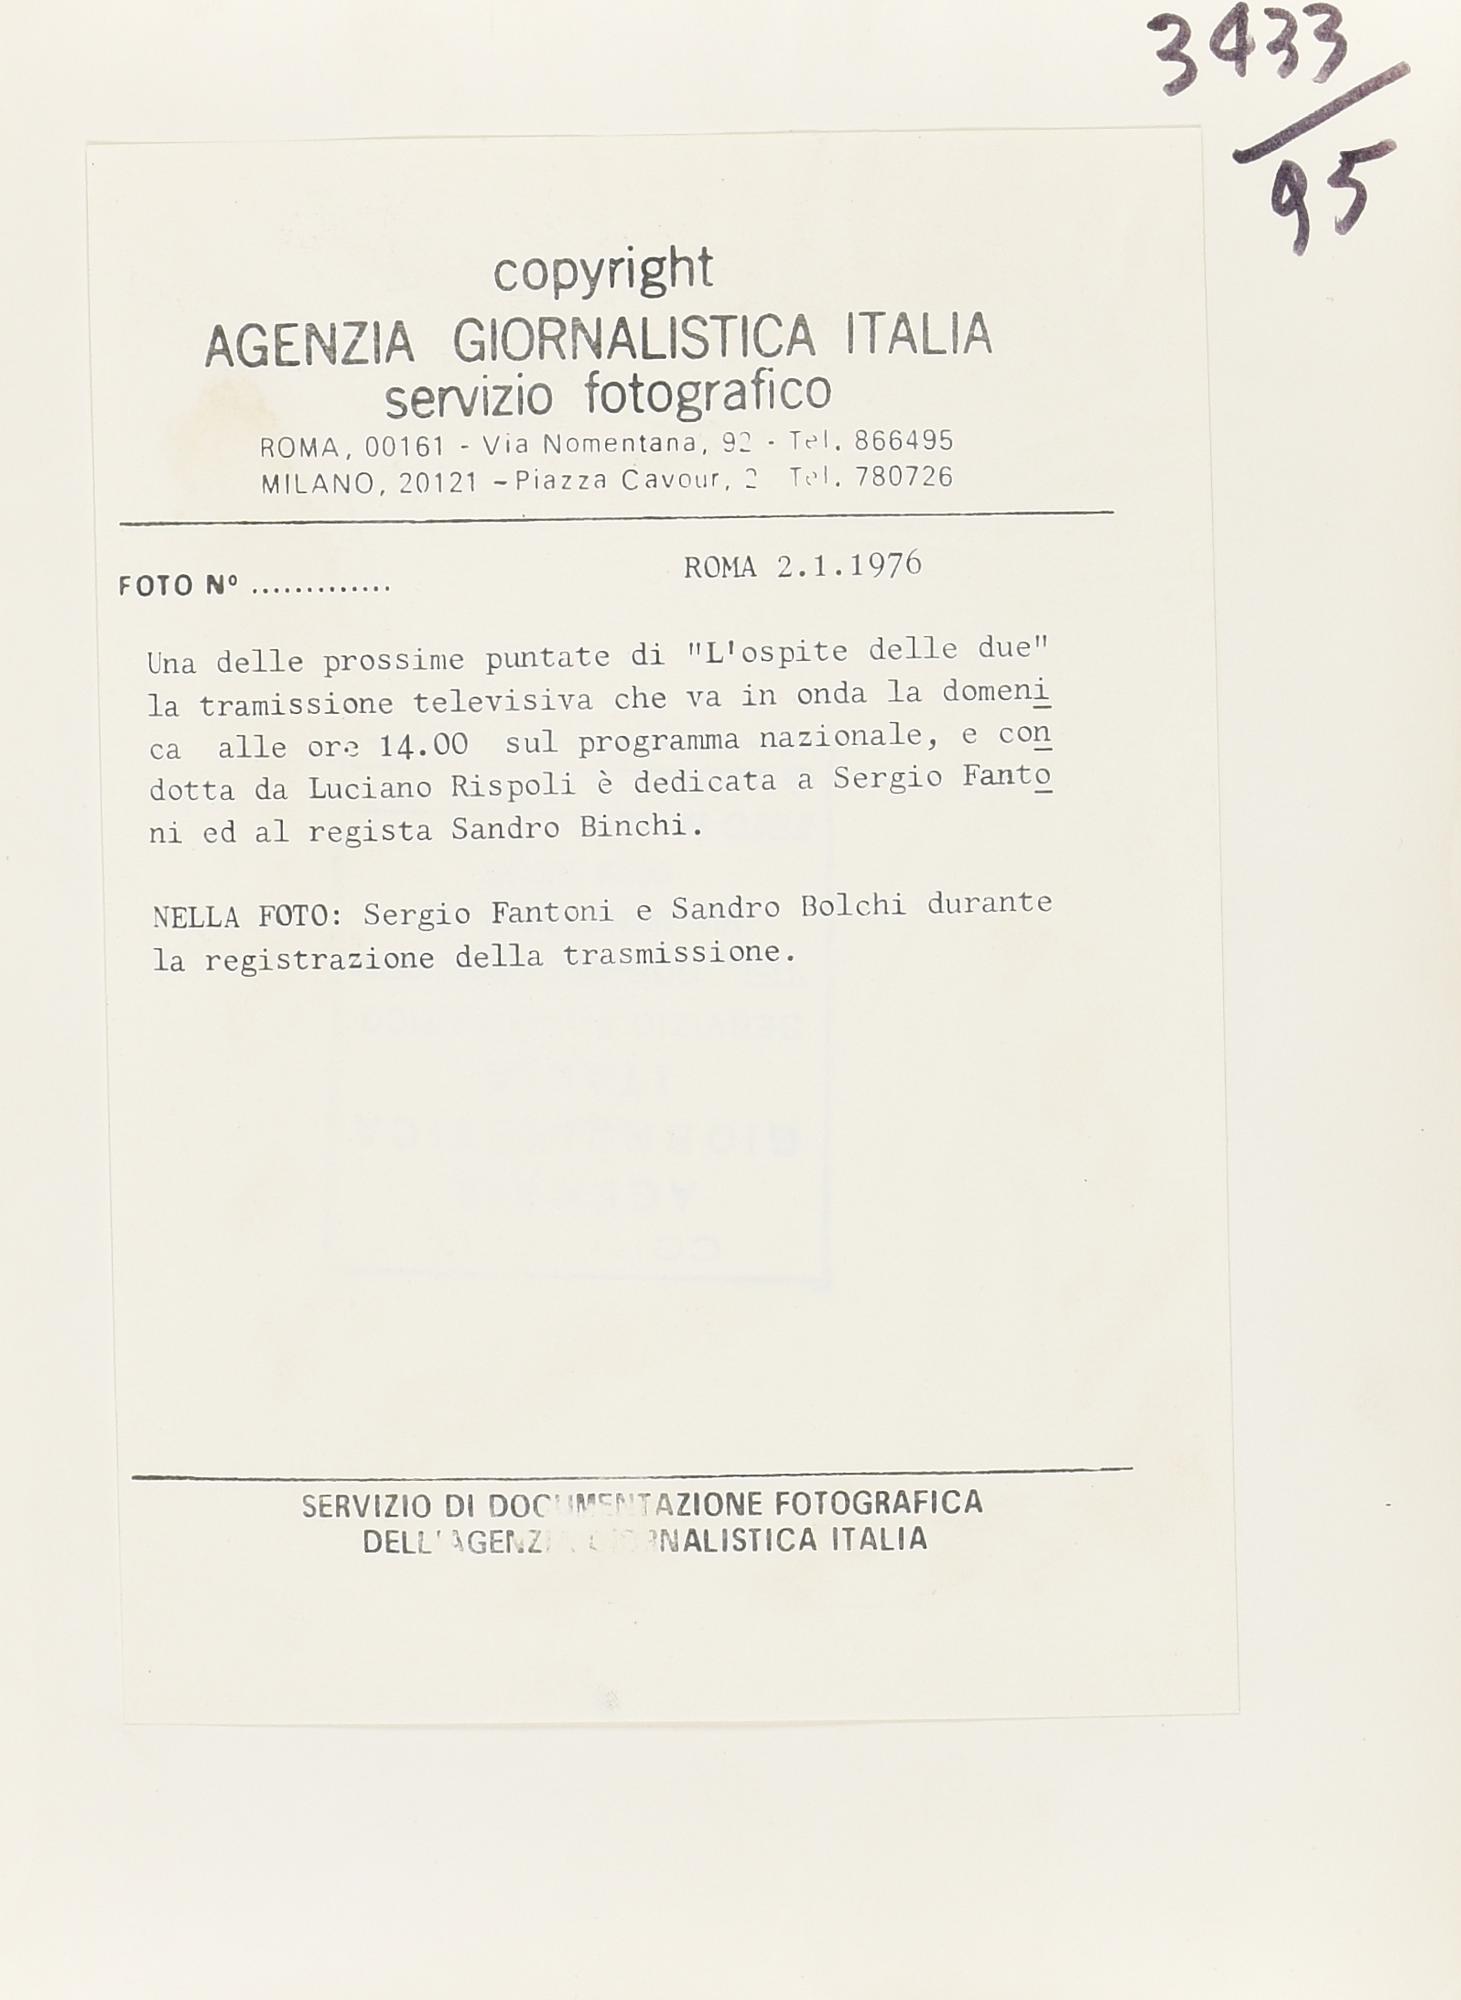 3433/95
copyright
AGENZIA GIORNALISTICA ITALIA
servizio fotografico
ROMA, 00161 - Via Nomentana, 92 - Tel. 866495
MILANO, 20121 - Piazza Cavour, 2 Tel. 780726
FOTO Nº .............
ROMA 2.1.1976
Una delle prossime puntate di "L'ospite delle due"
la tramissione televisiva che va in onda la domeni
ca alle ore 14.00 sul programma nazionale, e con
dotta da Luciano Rispoli è dedicata a Sergio Fanto
ni ed al regista Sandro Binchi.
NELLA FOTO: Sergio Fantoni e Sandro Bolchi durante
la registrazione della trasmissione.
SERVIZIO DI DOCUMENTAZIONE FOTOGRAFICA
DELL'AGENZIA GIORNALISTICA ITALIA